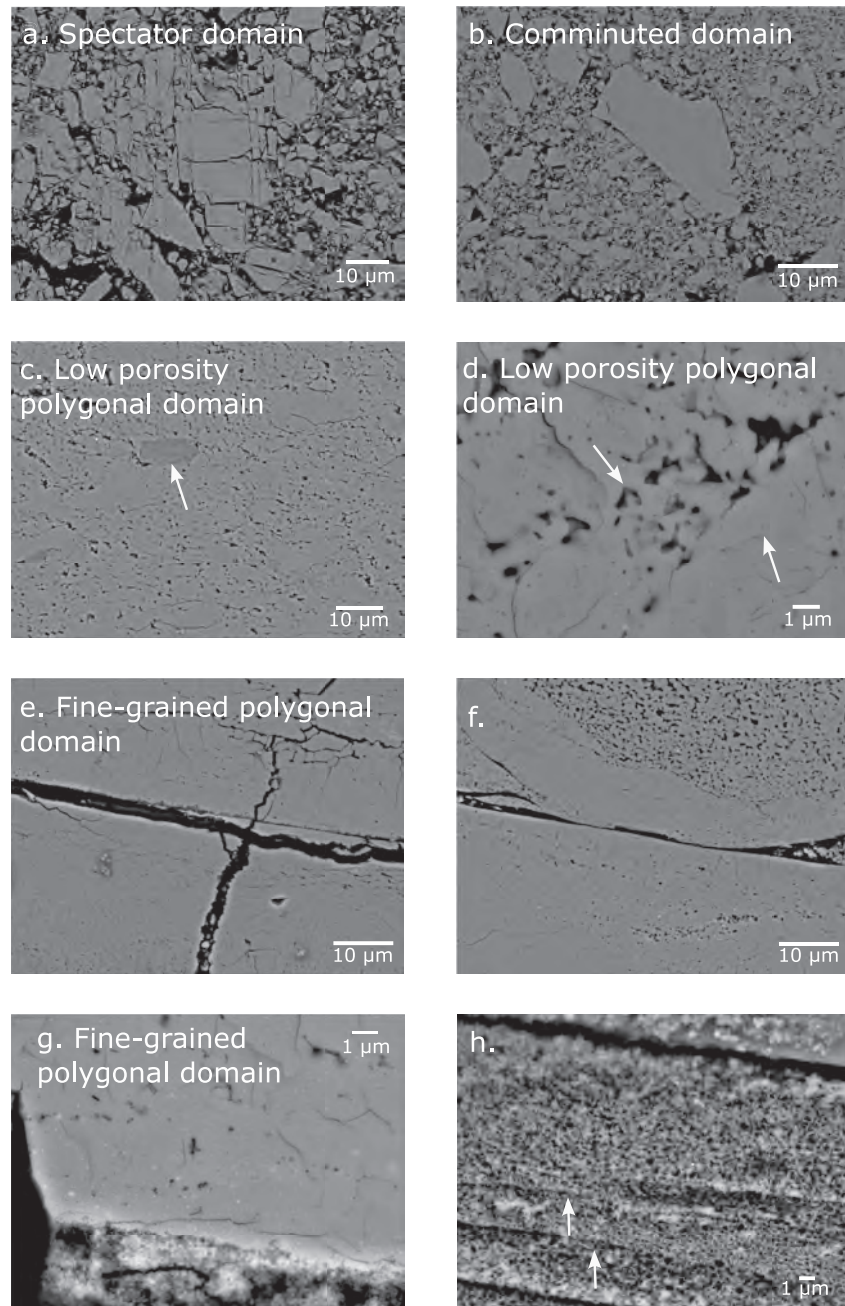 a. Spectator domain
10 µm
b. Comminuted domain
10 µm
c. Low porosity
polygonal domain
10 µm
d. Low porosity polygonal
domain
1 µm
e. Fine-grained polygonal
domain
10 µm
f.
10 µm
g. Fine-grained
polygonal domain
1 µm
h.
1 µm